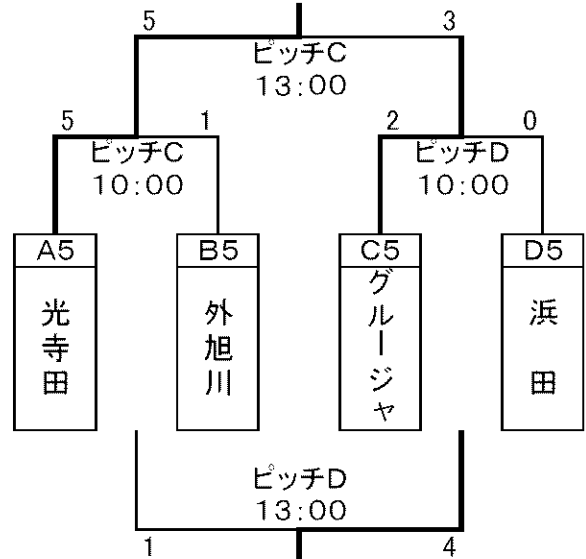 5 3
ピッチC
13:00
5 1 2 0
ピッチC ピッチD
10:00 10:00
A5 B5 C5 D5
光寺田
外旭川
グルージャ
浜田
ピッチD
13:00
1 4